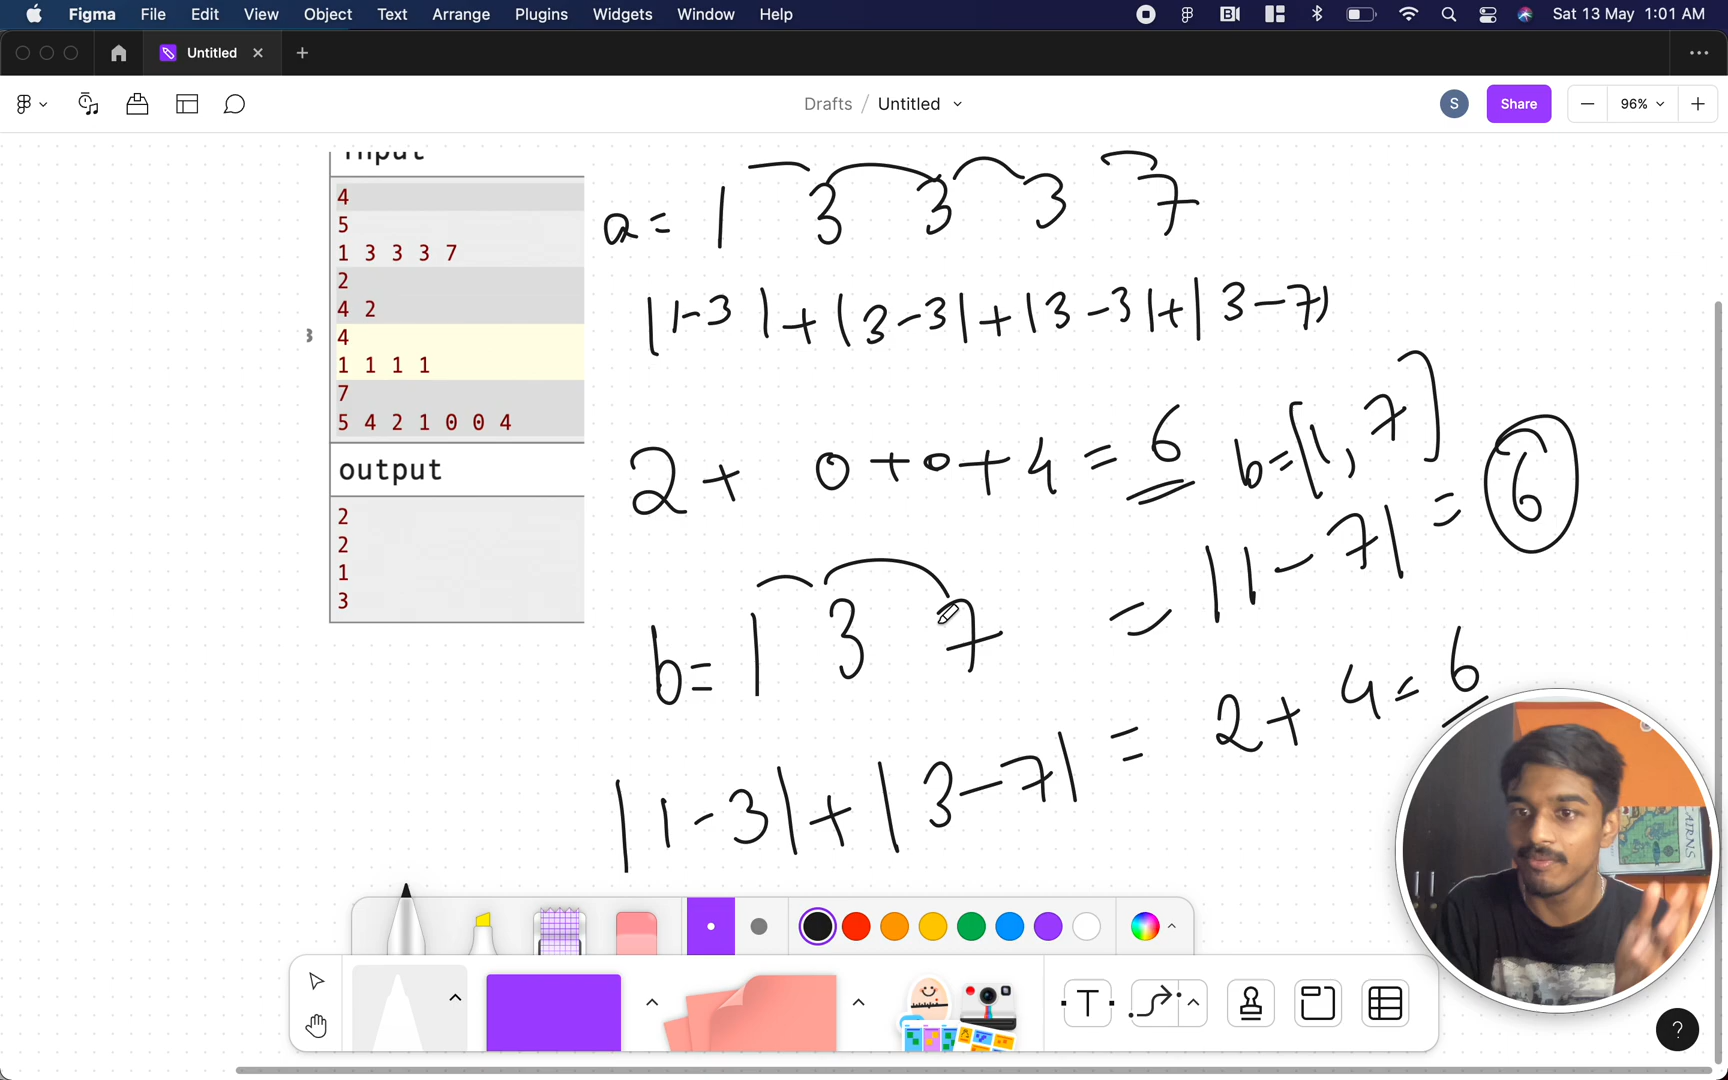 Figma File Edit View Object Text Arrange Plugins Widgets Window Help Sat 13 May 1:01 AM
Untitled
Drafts / Untitled
S
Share
96%
input
4
5
1 3 3 3 7
2
4 2
4
1 1 1 1
7
5 4 2 1 0 0 4
output
2
2
1
3
3
a = 1 3 3 3 7
|1-3| + |3-3| + |3-3| + |3-7|
2 + 0 + 0 + 4 = 6
b=[1, 7]
= |1-7| = 6
b= 1 3 7
|1-3| + |3-7| = 2 + 4 = 6
T
?